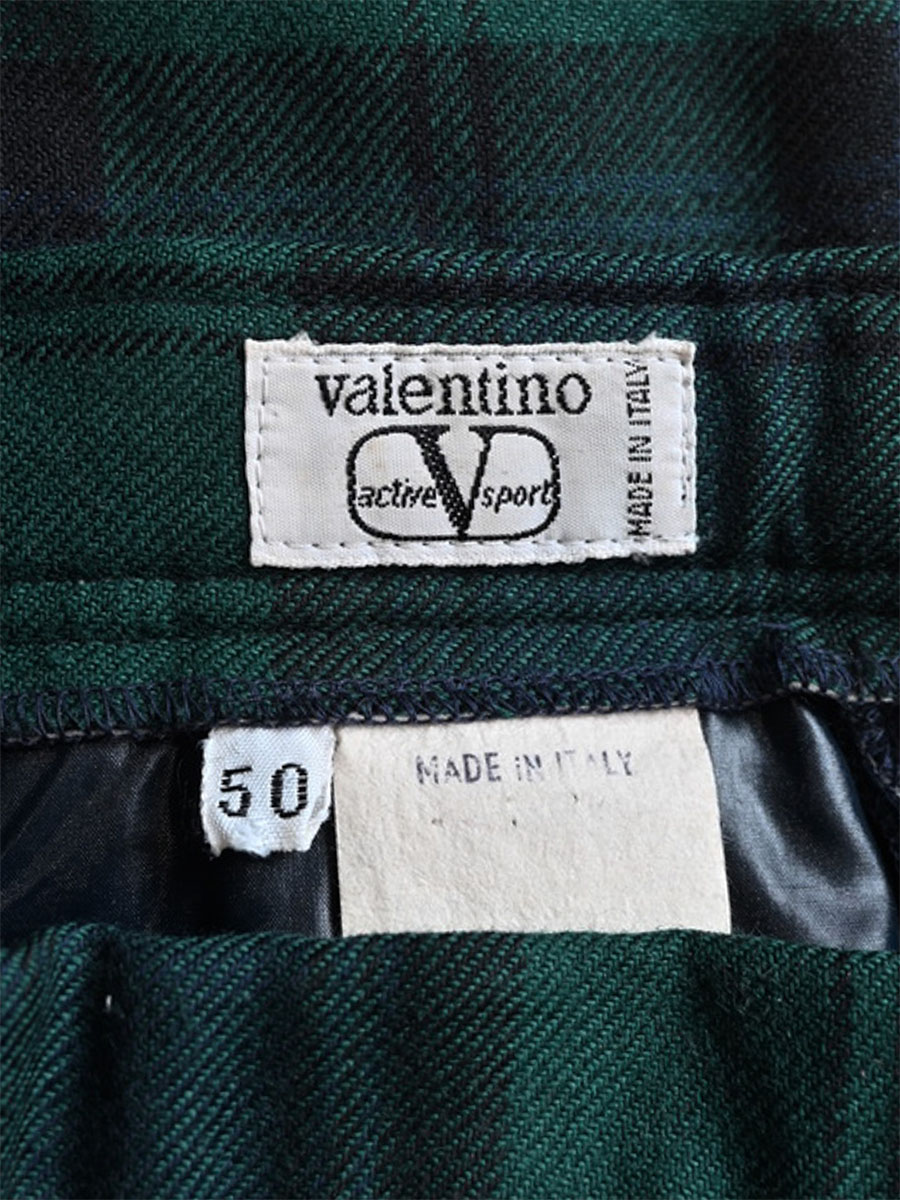 valentino
active V sport
MADE IN ITALY
50
MADE IN ITALY